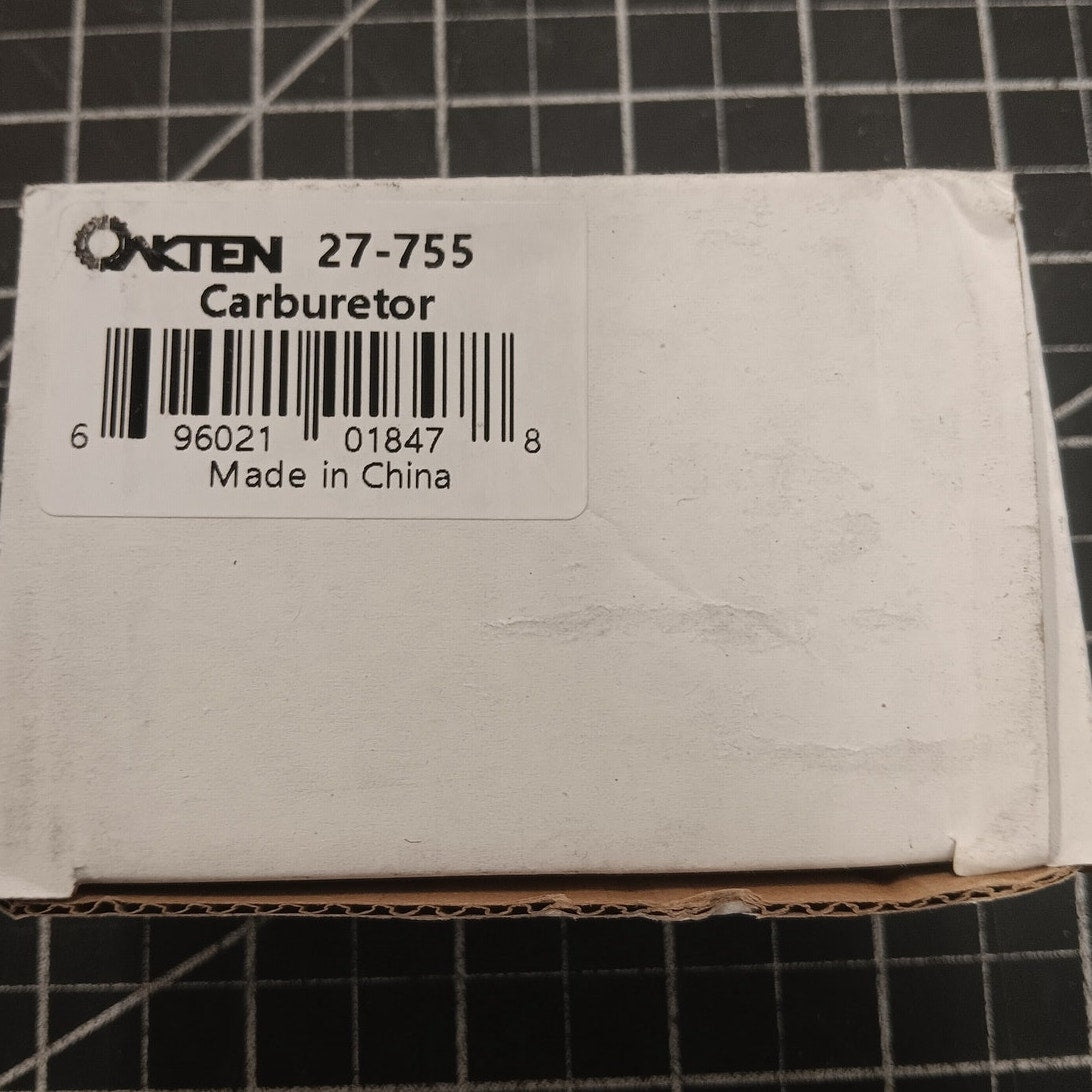 OAKTEN 27-755
Carburetor
6 96021 01847 8
Made in China